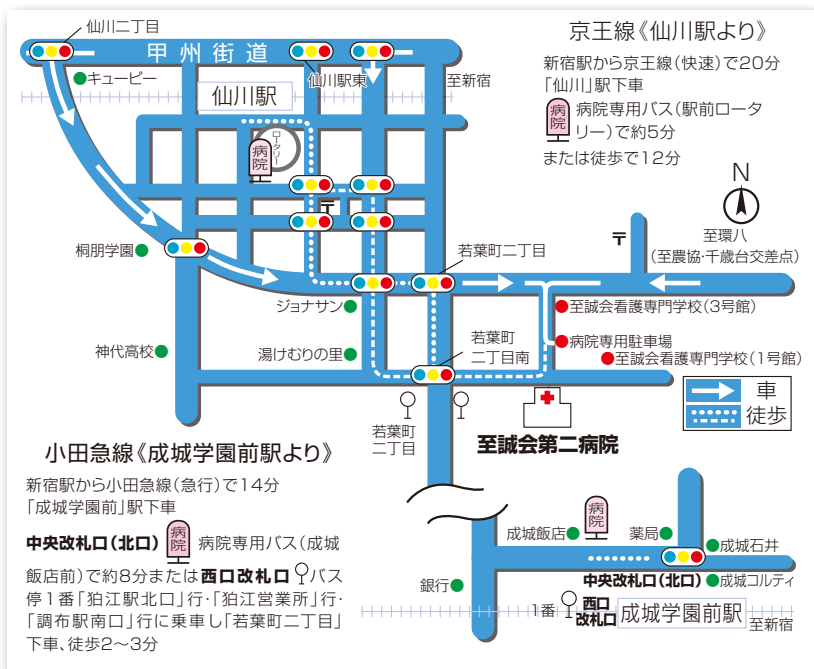 仙川二丁目
甲州街道
仙川駅東
キューピー
仙川駅
至新宿
ロータリー
病院
京王線《仙川駅より》
新宿駅から京王線(快速)で20分
「仙川」駅下車
病院 病院専用バス(駅前ロータ
リー)で約5分
または徒歩で12分
N
〒
〒
至環八
(至農協・千歳台交差点)
桐朋学園
若葉町二丁目
ジョナサン
至誠会看護専門学校(3号館)
神代高校
湯けむりの里
若葉町
二丁目南
病院専用駐車場
至誠会看護専門学校(1号館)
車
徒歩
若葉町
二丁目
至誠会第二病院
小田急線《成城学園前駅より》
新宿駅から小田急線(急行)で14分
「成城学園前」駅下車
中央改札口(北口) 病院 病院専用バス(成城
飯店前)で約8分または西口改札口 バス
停1番「狛江駅北口」行・「狛江営業所」行・
「調布駅南口」行に乗車し「若葉町二丁目」
下車、徒歩2〜3分
病院
成城飯店
薬局
成城石井
中央改札口(北口)
成城コルティ
銀行
1番
西口
改札口
成城学園前駅
至新宿